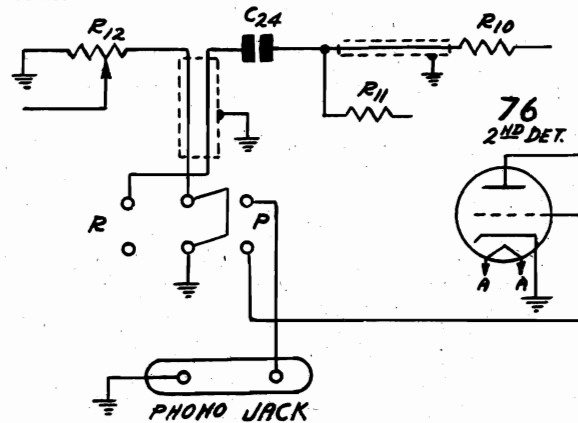 R12
C24
R10
R11
76
2ND DET.
R
P
A A
PHONO JACK